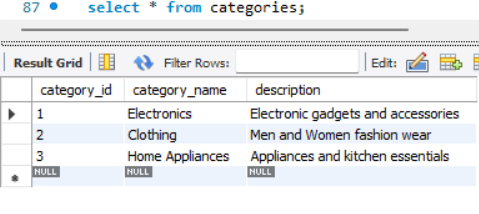 87 select * from categories;
Result Grid Filter Rows: Edit:
category_id category_name description
1 Electronics Electronic gadgets and accessories
2 Clothing Men and Women fashion wear
3 Home Appliances Appliances and kitchen essentials
NULL NULL NULL